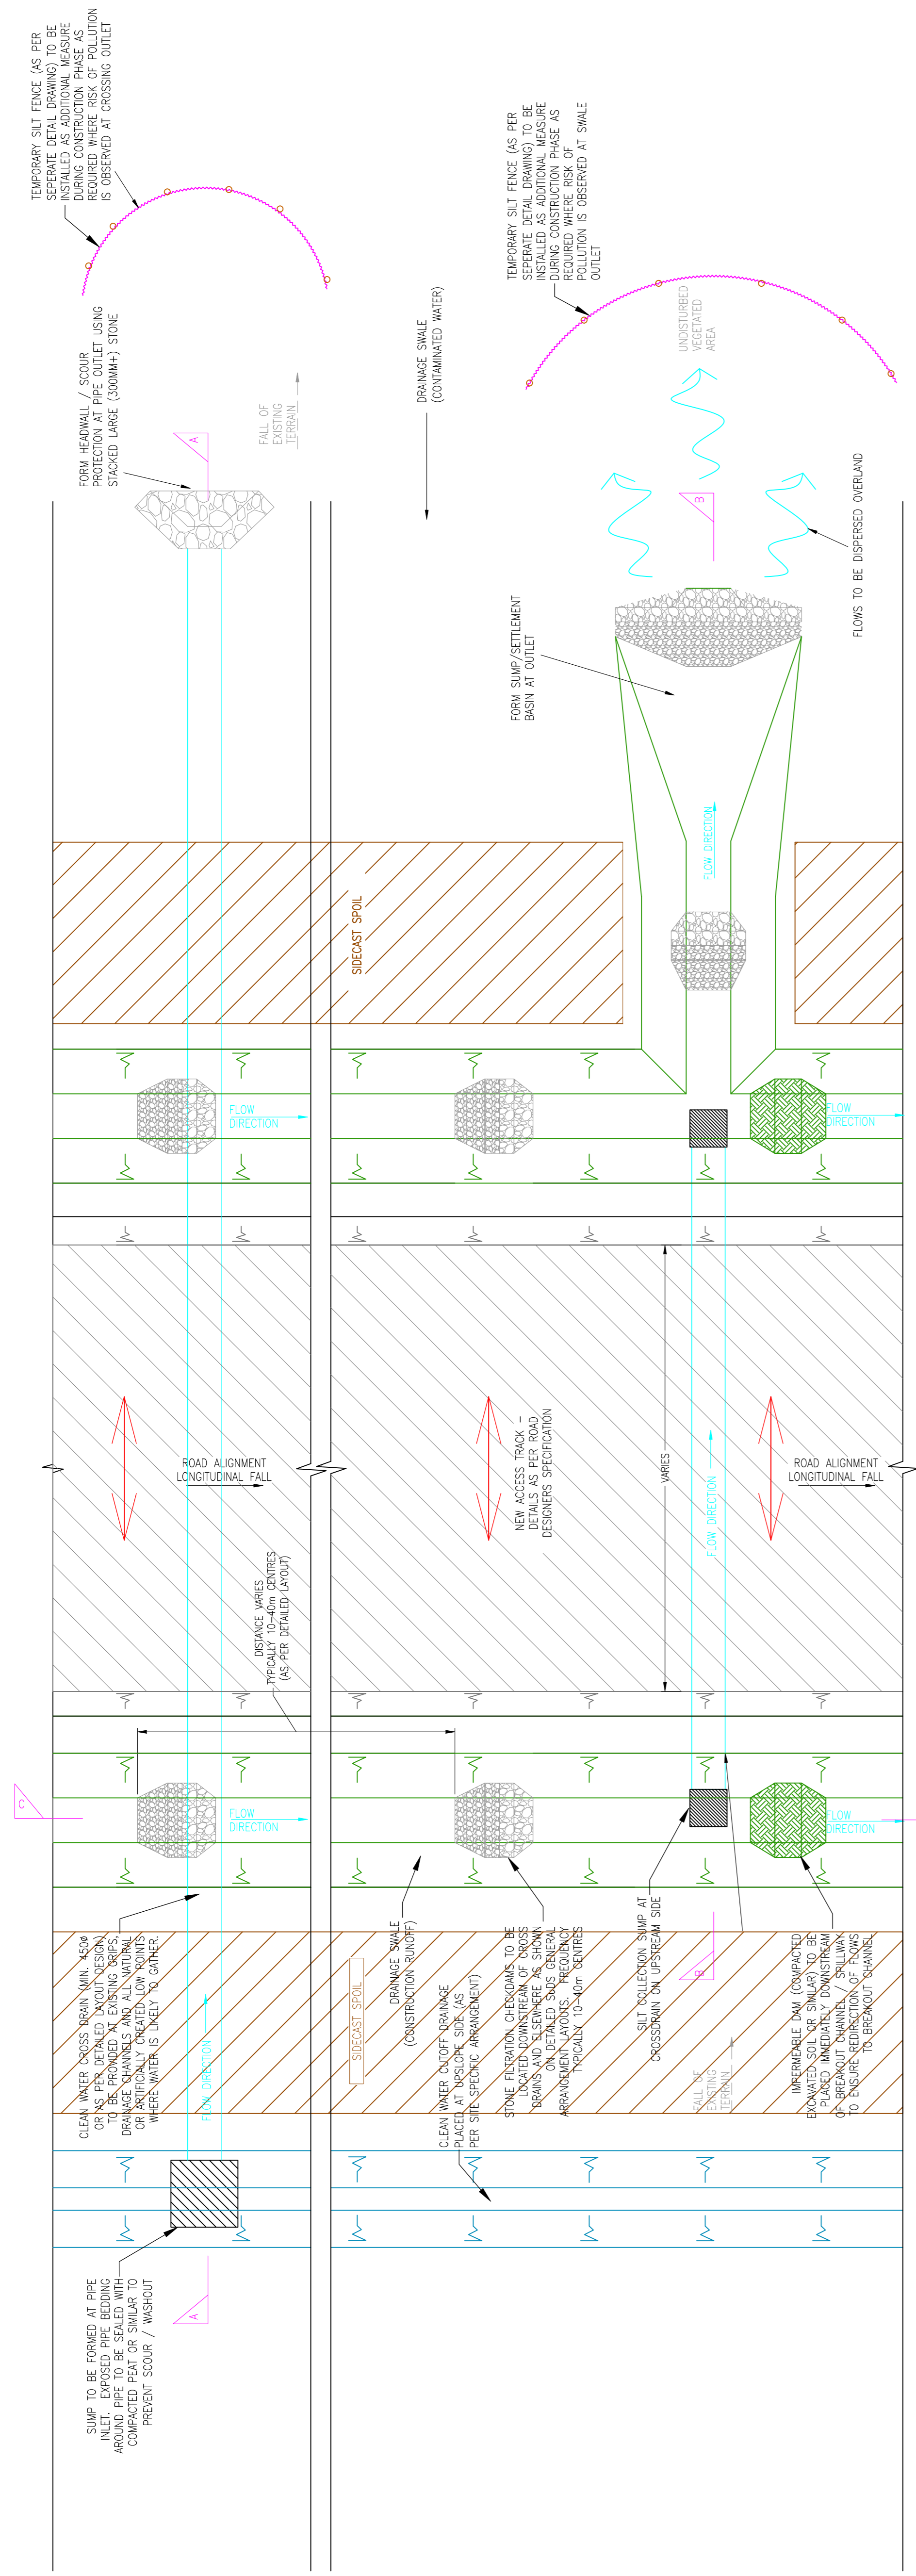 TEMPORARY SILT FENCE (AS PER
SEPERATE DETAIL DRAWING) TO BE
INSTALLED AS ADDITIONAL MEASURE
DURING CONSTRUCTION PHASE AS
REQUIRED WHERE RISK OF POLLUTION
IS OBSERVED AT CROSSING OUTLET
TEMPORARY SILT FENCE (AS PER
SEPERATE DETAIL DRAWING) TO BE
INSTALLED AS ADDITIONAL MEASURE
DURING CONSTRUCTION PHASE AS
REQUIRED WHERE RISK OF
POLLUTION IS OBSERVED AT SWALE
OUTLET
FORM HEADWALL / SCOUR
PROTECTION AT PIPE OUTLET USING
STACKED LARGE (300MM+) STONE
A
FALL OF
EXISTING
TERRAIN
DRAINAGE SWALE
(CONTAMINATED WATER)
UNDISTURBED
VEGETATED
AREA
B
FLOWS TO BE DISPERSED OVERLAND
FORM SUMP/SETTLEMENT
BASIN AT OUTLET
FLOW DIRECTION
SIDECAST SPOIL
FLOW
DIRECTION
FLOW
DIRECTION
ROAD ALIGNMENT
LONGITUDINAL FALL
NEW ACCESS TRACK -
DETAILS AS PER ROAD
DESIGNERS SPECIFICATION
VARIES
FLOW DIRECTION
ROAD ALIGNMENT
LONGITUDINAL FALL
DISTANCE VARIES
TYPICALLY 10-40m CENTRES
(AS PER DETAILED LAYOUT)
C
FLOW
DIRECTION
FLOW
DIRECTION
CLEAN WATER CROSS DRAIN (MIN. 450ø
OR AS PER DETAILED LAYOUT DESIGN)
TO BE PROVIDED AT EXISTING GRIPS,
DRAINAGE CHANNELS AND ALL NATURAL
OR ARTIFICIALLY CREATED LOW POINTS
WHERE WATER IS LIKELY TO GATHER.
FLOW DIRECTION
SIDECAST SPOIL
DRAINAGE SWALE
(CONSTRUCTION RUNOFF)
CLEAN WATER CUTOFF DRAINAGE
PLACED AT UPSLOPE SIDE (AS
PER SITE SPECIFIC ARRANGEMENT)
STONE FILTRATION CHECKDAMS TO BE
LOCATED DOWNSTREAM OF CROSS
DRAINS AND ELSEWHERE AS SHOWN
ON DETAILED SUDS GENERAL
ARRANGEMENT LAYOUTS. FREQUENCY
TYPICALLY 10-40m CENTRES
SILT COLLECTION SUMP AT
CROSSDRAIN ON UPSTREAM SIDE
B
FALL OF
EXISTING
TERRAIN
IMPERMEABLE DAM (COMPACTED
EXCAVATED SOIL OR SIMILAR) TO BE
PLACED IMMEDIATELY DOWNSTREAM
OF BREAKOUT CHANNEL / SPILLWAY
TO ENSURE REDIRECTION OF FLOWS
TO BREAKOUT CHANNEL
SUMP TO BE FORMED AT PIPE
INLET. EXPOSED PIPE BEDDING
AROUND PIPE TO BE SEALED WITH
COMPACTED PEAT OR SIMILAR TO
PREVENT SCOUR / WASHOUT
A